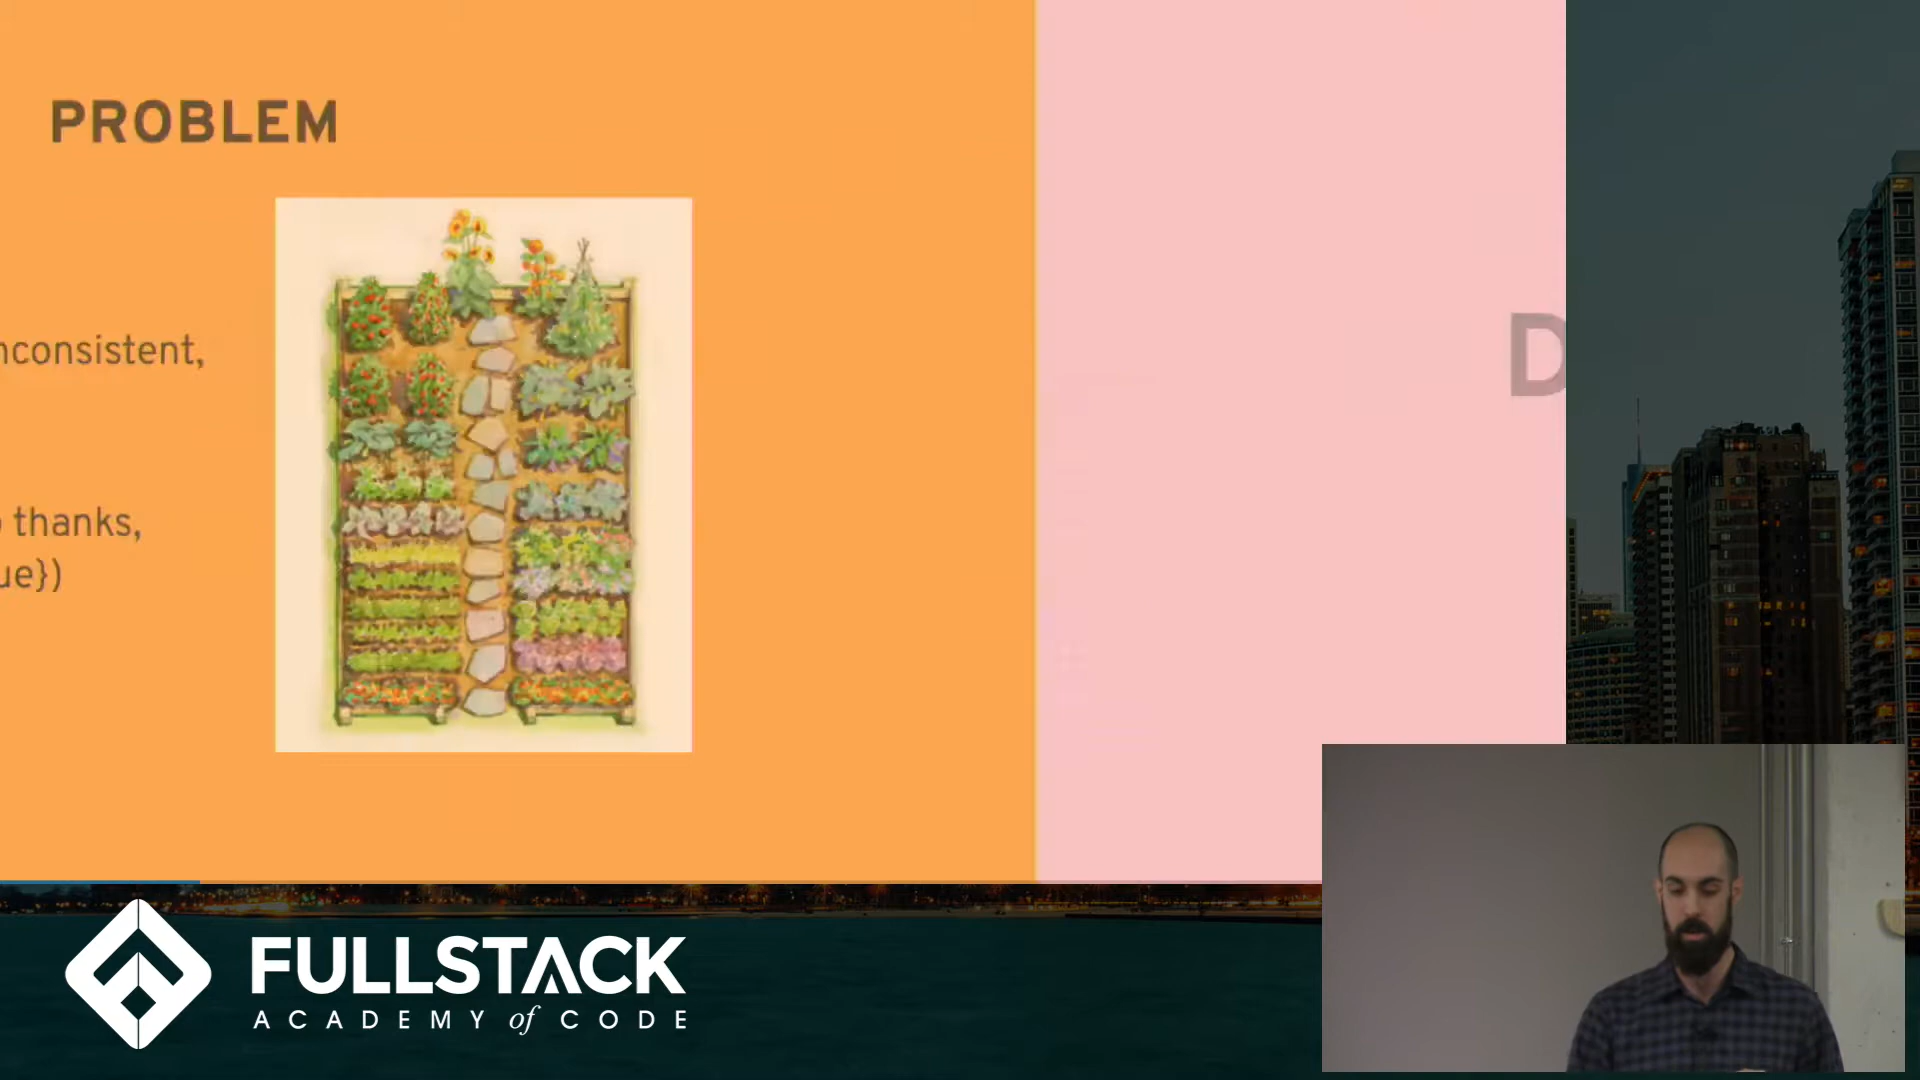 PROBLEM
nconsistent,
thanks,
ue})
D
FULLSTACK
ACADEMY of CODE